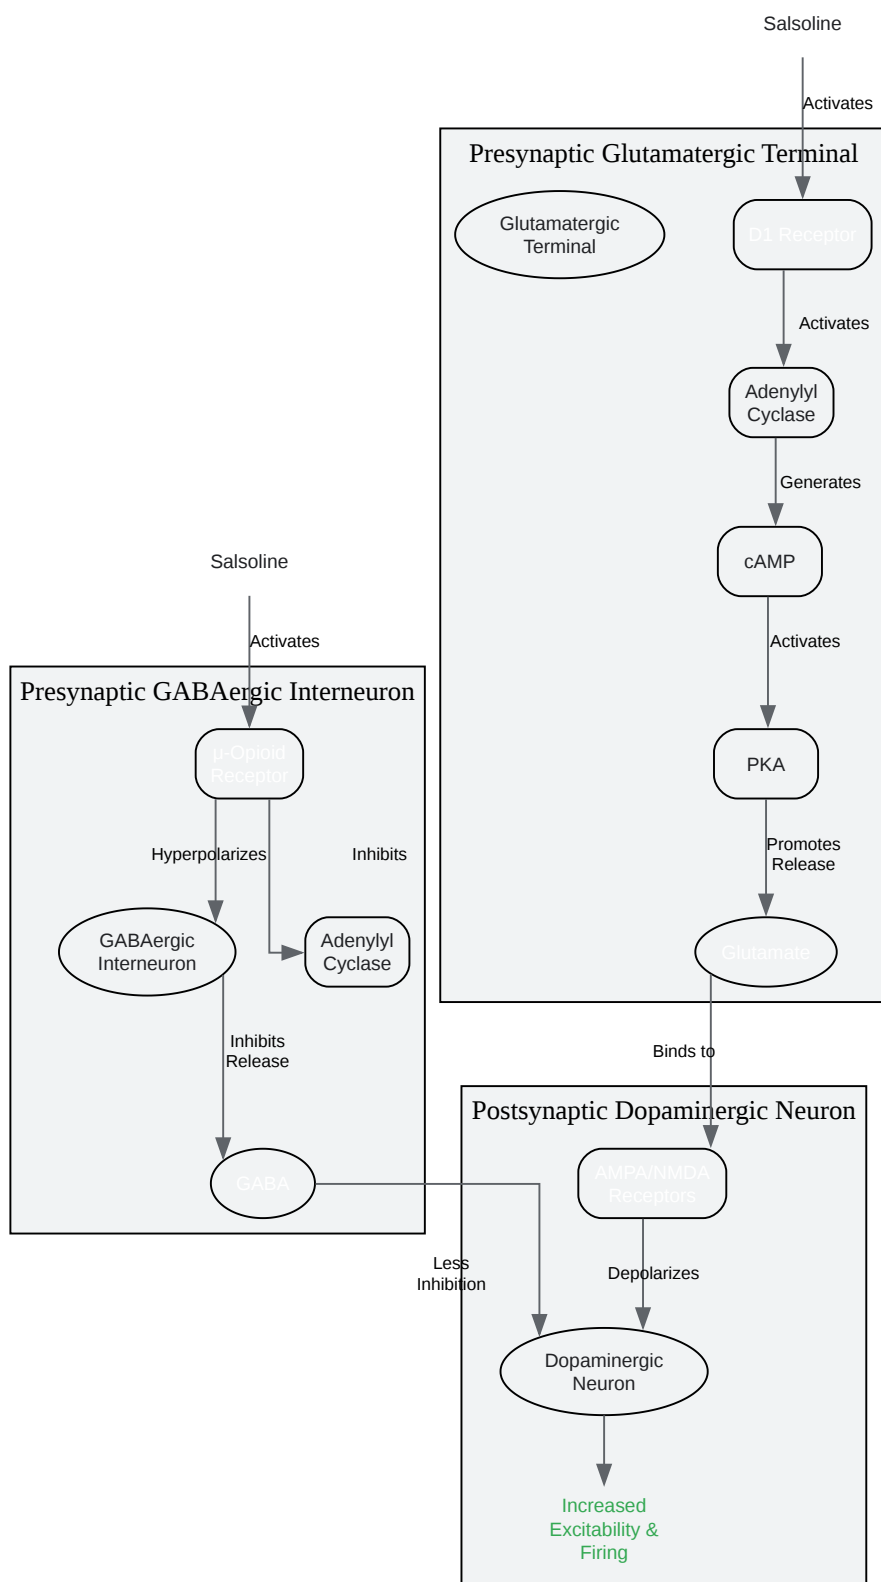 Salsoline
Activates
Presynaptic Glutamatergic Terminal
Glutamatergic
Terminal
D1 Receptor
Activates
Adenylyl
Cyclase
Generates
cAMP
Activates
PKA
Promotes
Release
Glutamate
Binds to
Salsoline
Activates
Presynaptic GABAergic Interneuron
μ-Opioid
Receptor
Hyperpolarizes
Inhibits
GABAergic
Interneuron
Adenylyl
Cyclase
Inhibits
Release
GABA
Less
Inhibition
Postsynaptic Dopaminergic Neuron
AMPA/NMDA
Receptors
Depolarizes
Dopaminergic
Neuron
Increased
Excitability &
Firing